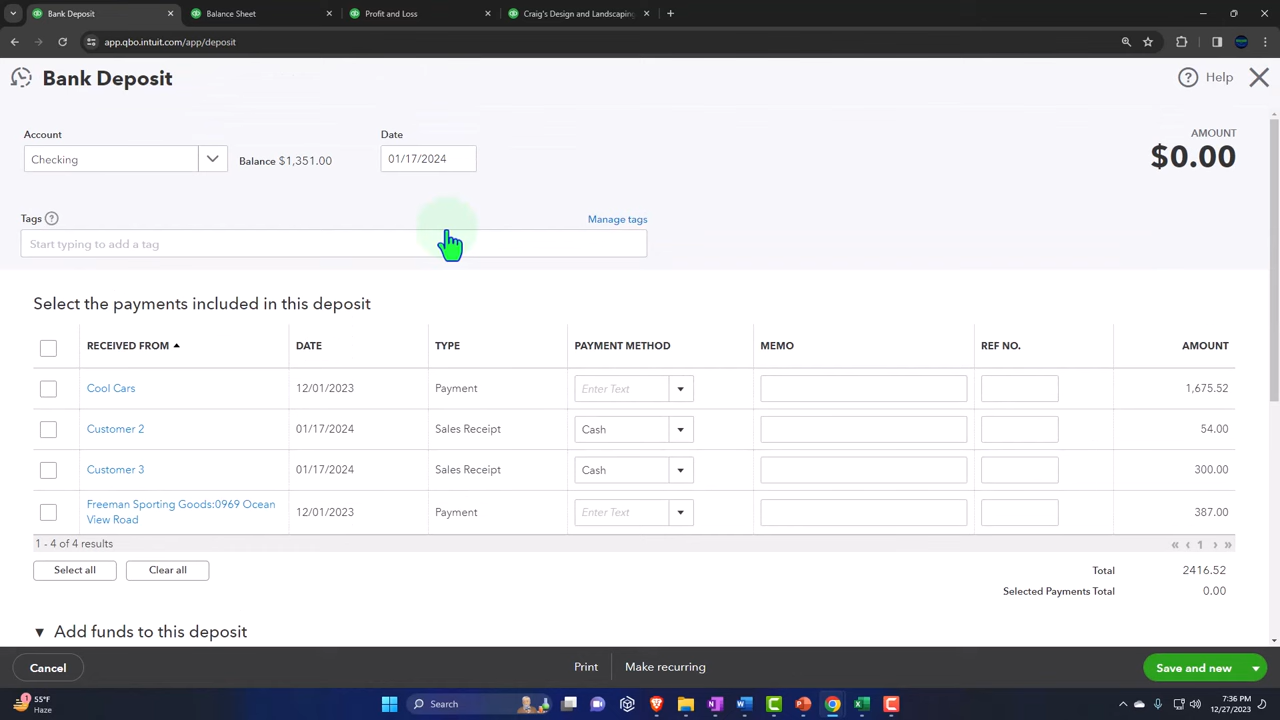 Bank Deposit
Balance Sheet
Profit and Loss
Craig's Design and Landscaping
app.qbo.intuit.com/app/deposit
Bank Deposit
Help
Account
Date
AMOUNT
Checking
Balance $1,351.00
01/17/2024
$0.00
Tags ?
Manage tags
Start typing to add a tag
Select the payments included in this deposit
RECEIVED FROM DATE TYPE PAYMENT METHOD MEMO REF NO. AMOUNT
Cool Cars 12/01/2023 Payment Enter Text 1,675.52
Customer 2 01/17/2024 Sales Receipt Cash 54.00
Customer 3 01/17/2024 Sales Receipt Cash 300.00
Freeman Sporting Goods:0969 Ocean
View Road 12/01/2023 Payment Enter Text 387.00
1 - 4 of 4 results
« ‹ 1 › »
Select all Clear all
Total 2416.52
Selected Payments Total 0.00
Add funds to this deposit
Cancel
Print
Make recurring
Save and new
1
55°F
Haze
Search
7:36 PM
12/27/2023